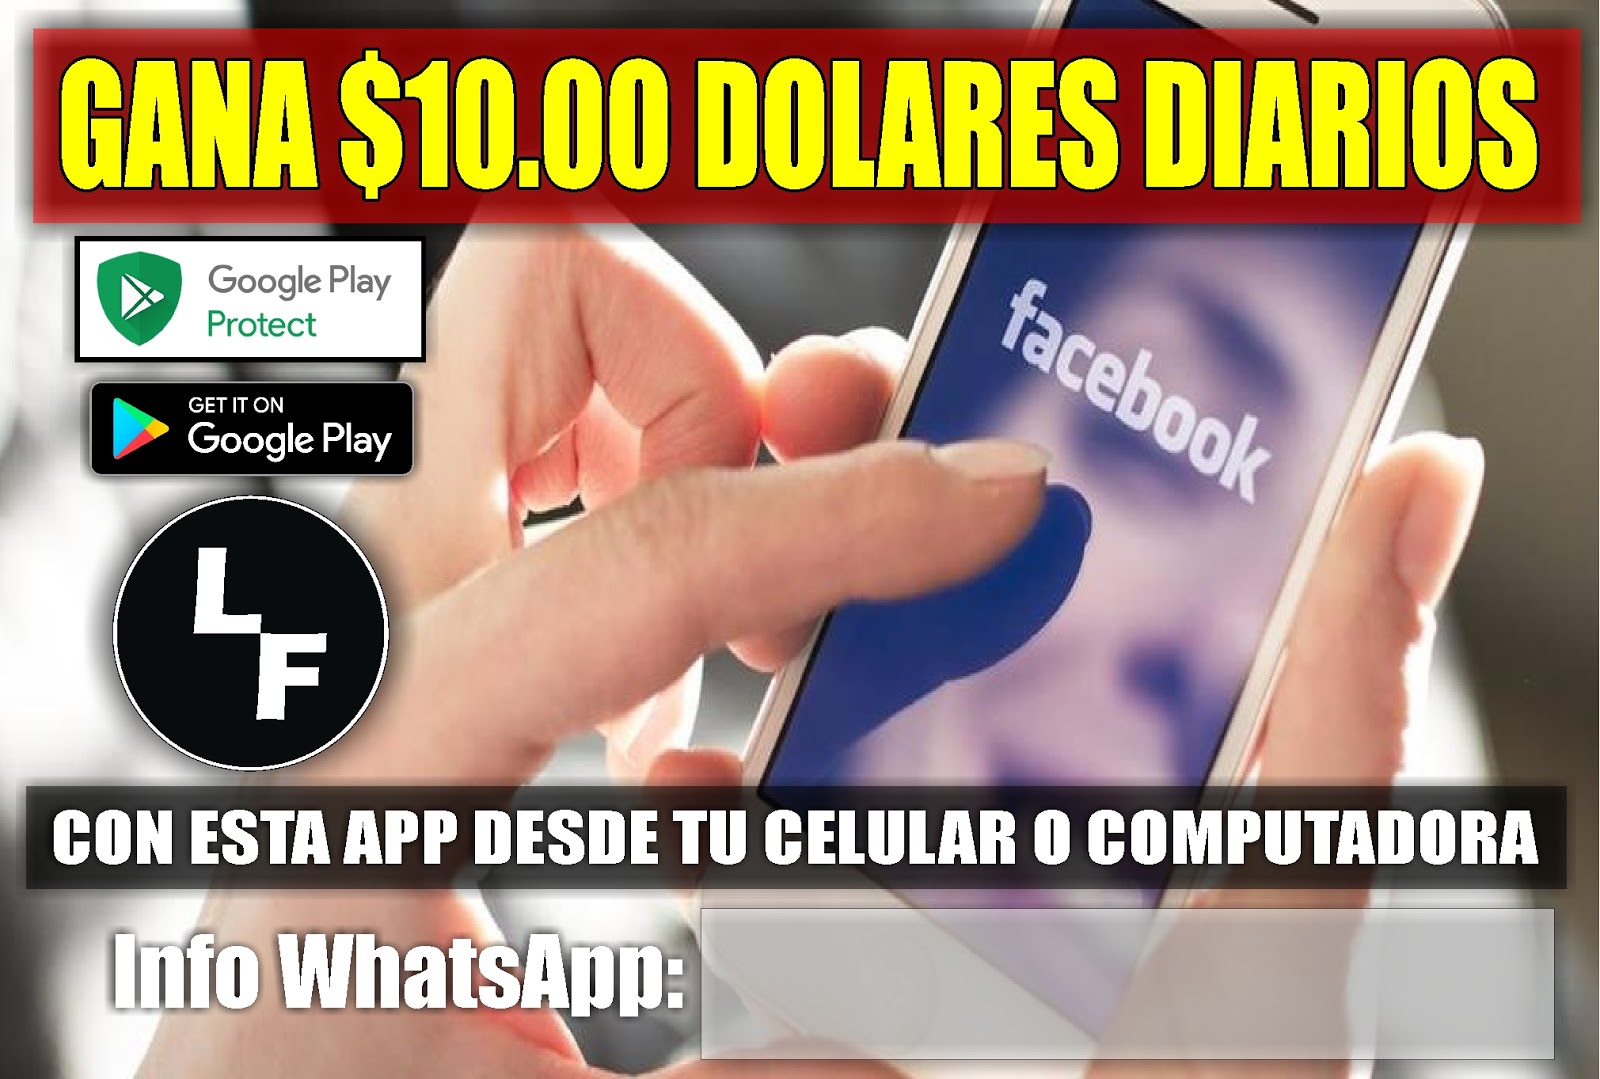 GANA $10.00 DOLARES DIARIOS
Google Play
Protect
GET IT ON
Google Play
facebook
L
F
CON ESTA APP DESDE TU CELULAR O COMPUTADORA
Info WhatsApp: